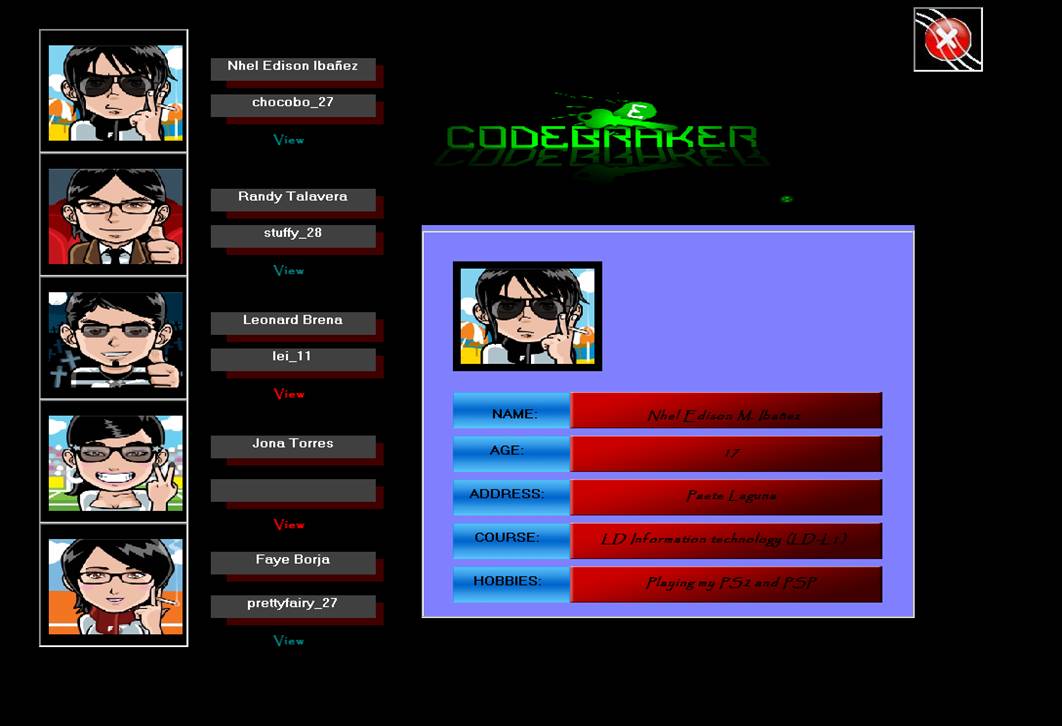 Nhel Edison Ibañez
chocobo_27
View
Randy Talavera
stuffy_28
View
Leonard Brena
lei_11
View
Jona Torres
View
Faye Borja
prettyfairy_27
View
E
CODEBRAKER
NAME: Nhel Edison M. Ibañez
AGE: 17
ADDRESS: Paete Laguna
COURSE: LD Information technology (LD-L1)
HOBBIES: Playing my PS2 and PSP